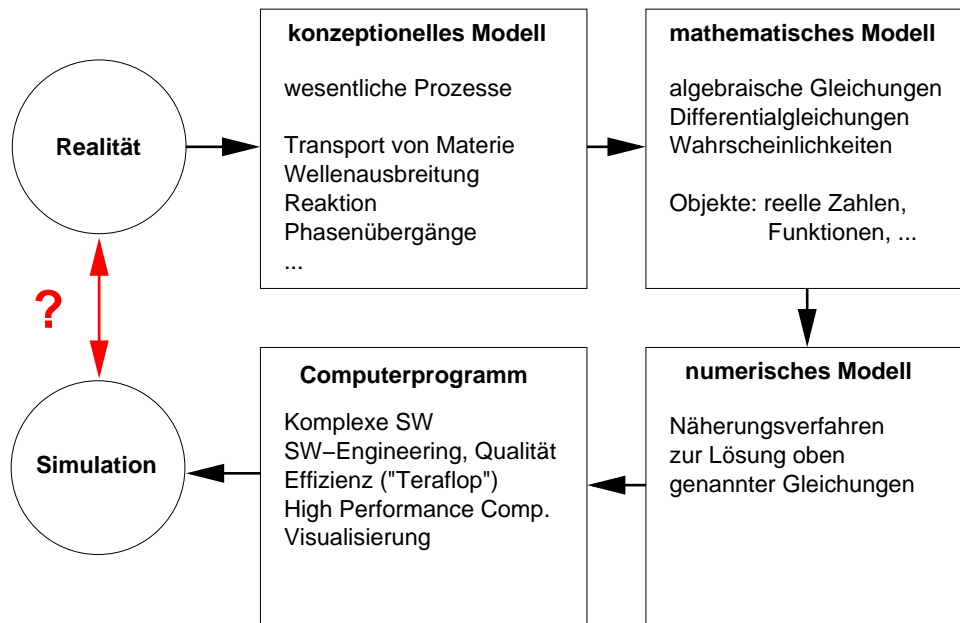 Realität
konzeptionelles Modell
wesentliche Prozesse
Transport von Materie
Wellenausbreitung
Reaktion
Phasenübergänge
...
mathematisches Modell
algebraische Gleichungen
Differentialgleichungen
Wahrscheinlichkeiten
Objekte: reelle Zahlen,
Funktionen, ...
numerisches Modell
Näherungsverfahren
zur Lösung oben
genannter Gleichungen
Computerprogramm
Komplexe SW
SW−Engineering, Qualität
Effizienz ("Teraflop")
High Performance Comp.
Visualisierung
Simulation
?